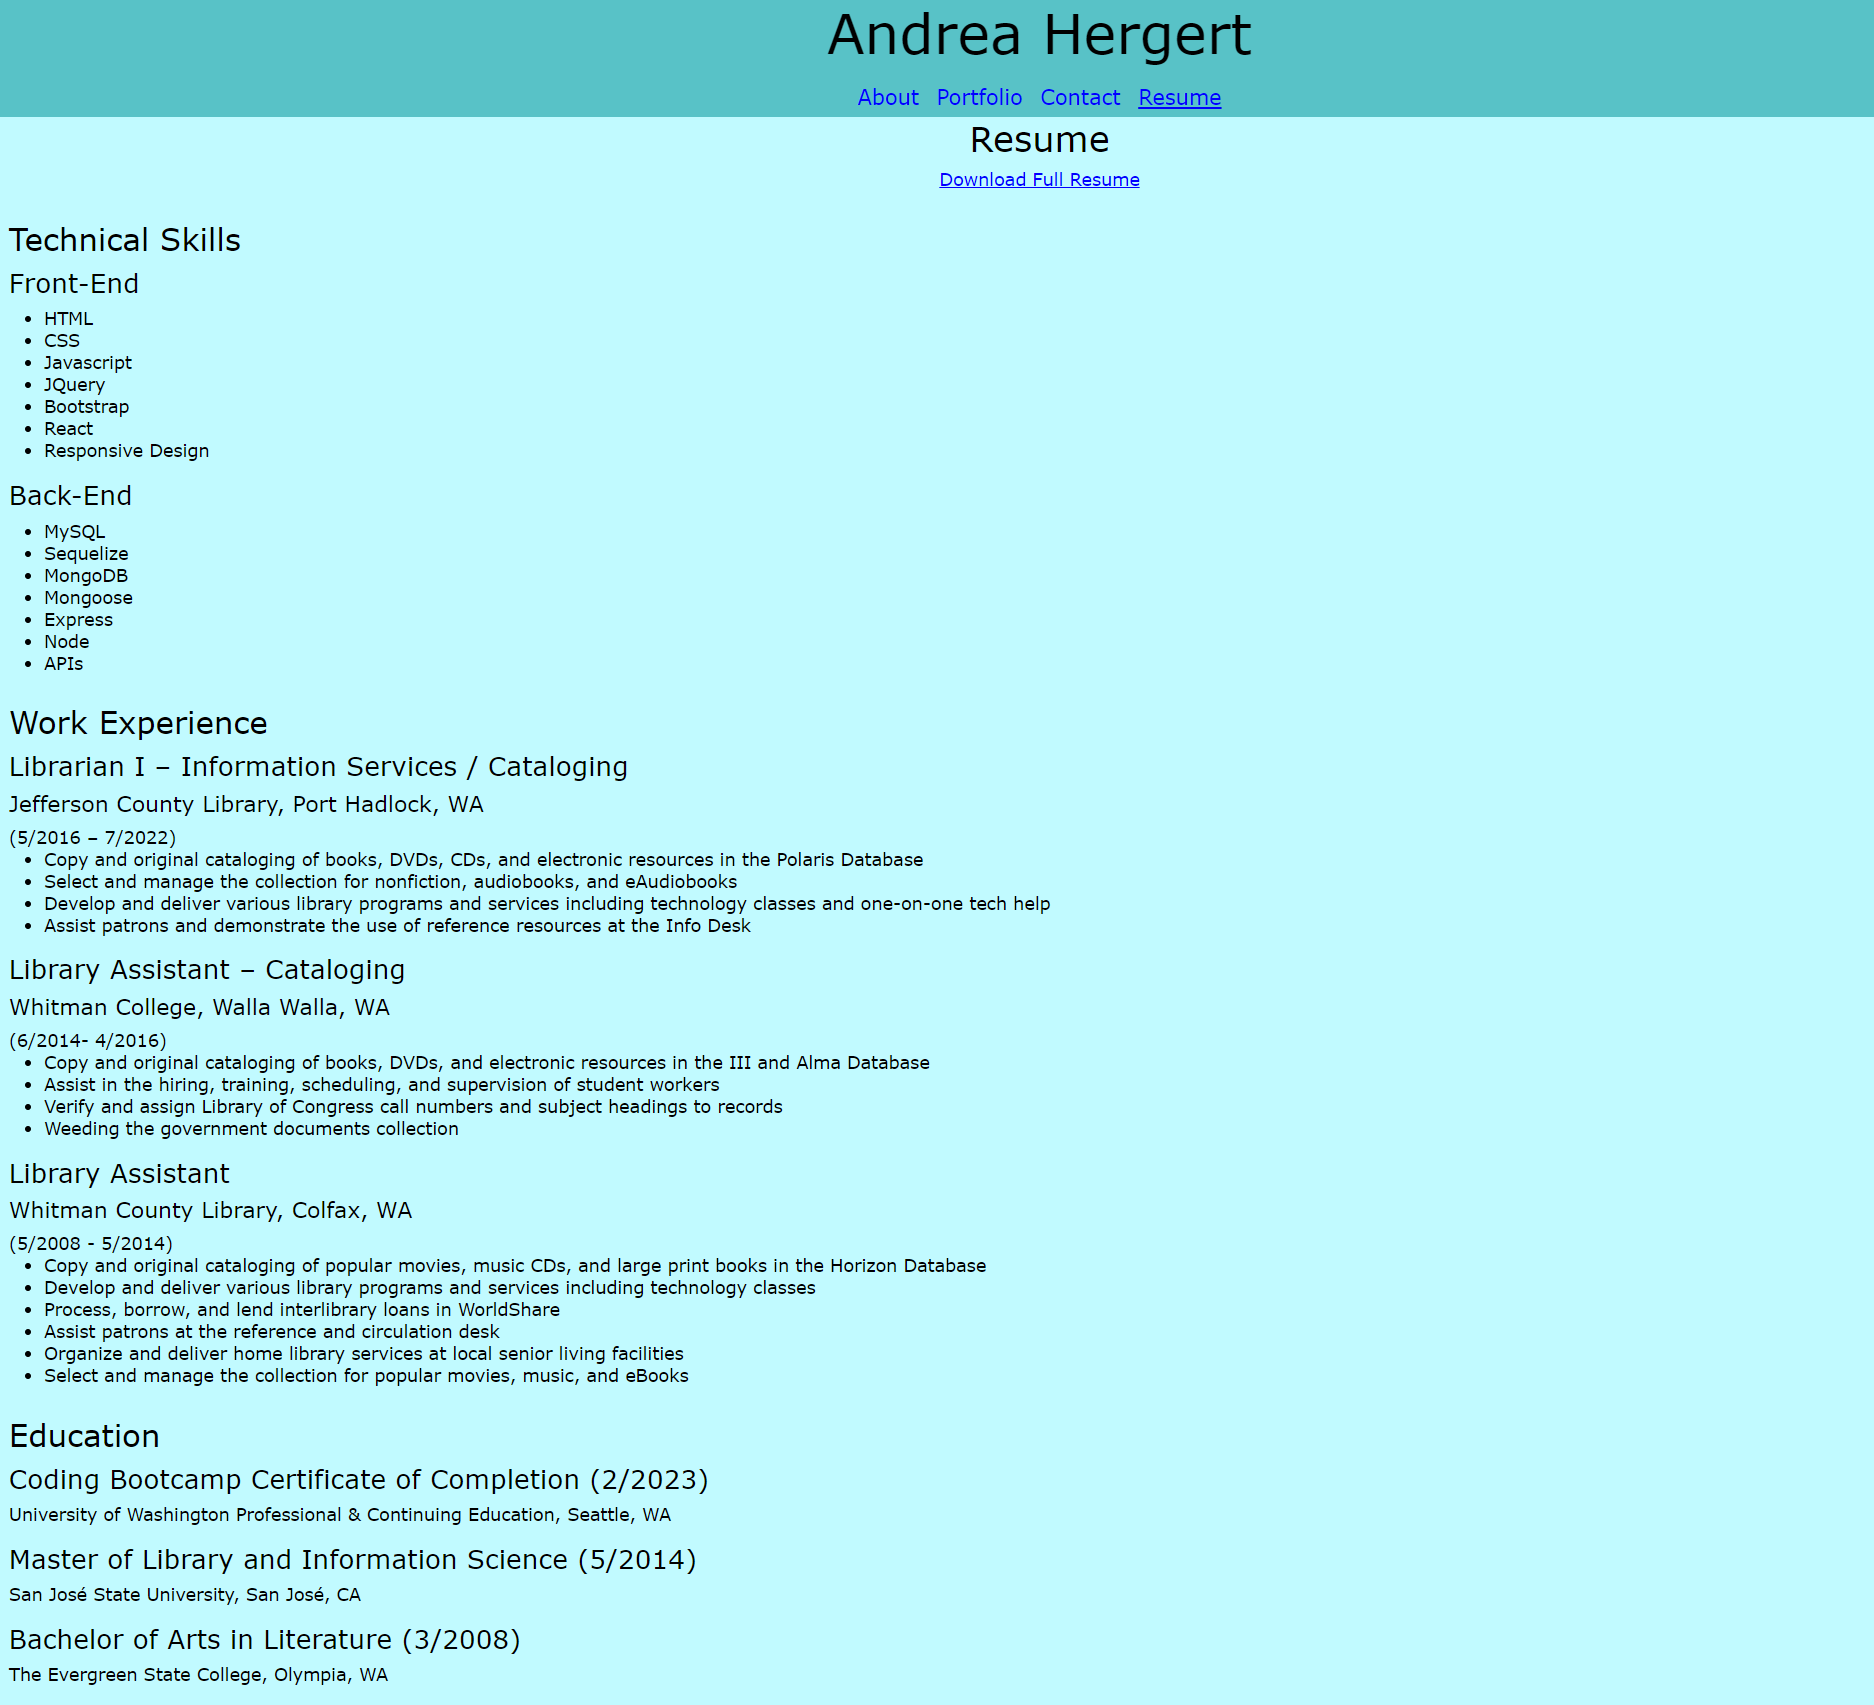 Andrea Hergert
About Portfolio Contact Resume
Resume
Download Full Resume
Technical Skills
Front-End
• HTML
• CSS
• Javascript
• JQuery
• Bootstrap
• React
• Responsive Design
Back-End
• MySQL
• Sequelize
• MongoDB
• Mongoose
• Express
• Node
• APIs
Work Experience
Librarian I – Information Services / Cataloging
Jefferson County Library, Port Hadlock, WA
(5/2016 – 7/2022)
• Copy and original cataloging of books, DVDs, CDs, and electronic resources in the Polaris Database
• Select and manage the collection for nonfiction, audiobooks, and eAudiobooks
• Develop and deliver various library programs and services including technology classes and one-on-one tech help
• Assist patrons and demonstrate the use of reference resources at the Info Desk
Library Assistant – Cataloging
Whitman College, Walla Walla, WA
(6/2014- 4/2016)
• Copy and original cataloging of books, DVDs, and electronic resources in the III and Alma Database
• Assist in the hiring, training, scheduling, and supervision of student workers
• Verify and assign Library of Congress call numbers and subject headings to records
• Weeding the government documents collection
Library Assistant
Whitman County Library, Colfax, WA
(5/2008 - 5/2014)
• Copy and original cataloging of popular movies, music CDs, and large print books in the Horizon Database
• Develop and deliver various library programs and services including technology classes
• Process, borrow, and lend interlibrary loans in WorldShare
• Assist patrons at the reference and circulation desk
• Organize and deliver home library services at local senior living facilities
• Select and manage the collection for popular movies, music, and eBooks
Education
Coding Bootcamp Certificate of Completion (2/2023)
University of Washington Professional & Continuing Education, Seattle, WA
Master of Library and Information Science (5/2014)
San José State University, San José, CA
Bachelor of Arts in Literature (3/2008)
The Evergreen State College, Olympia, WA